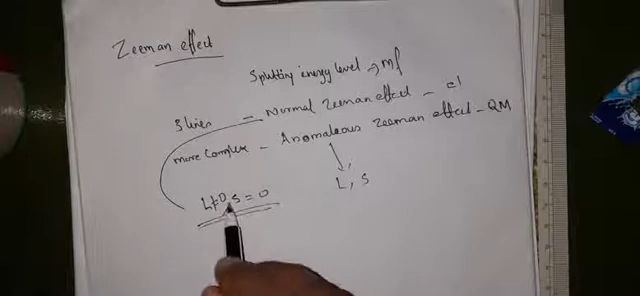 Zeeman effect
Splitting energy level → mf
3 lines - Normal Zeeman effect - cl
more complex - Anomaleous Zeeman effect - QM
L, S
L≠0 S = 0